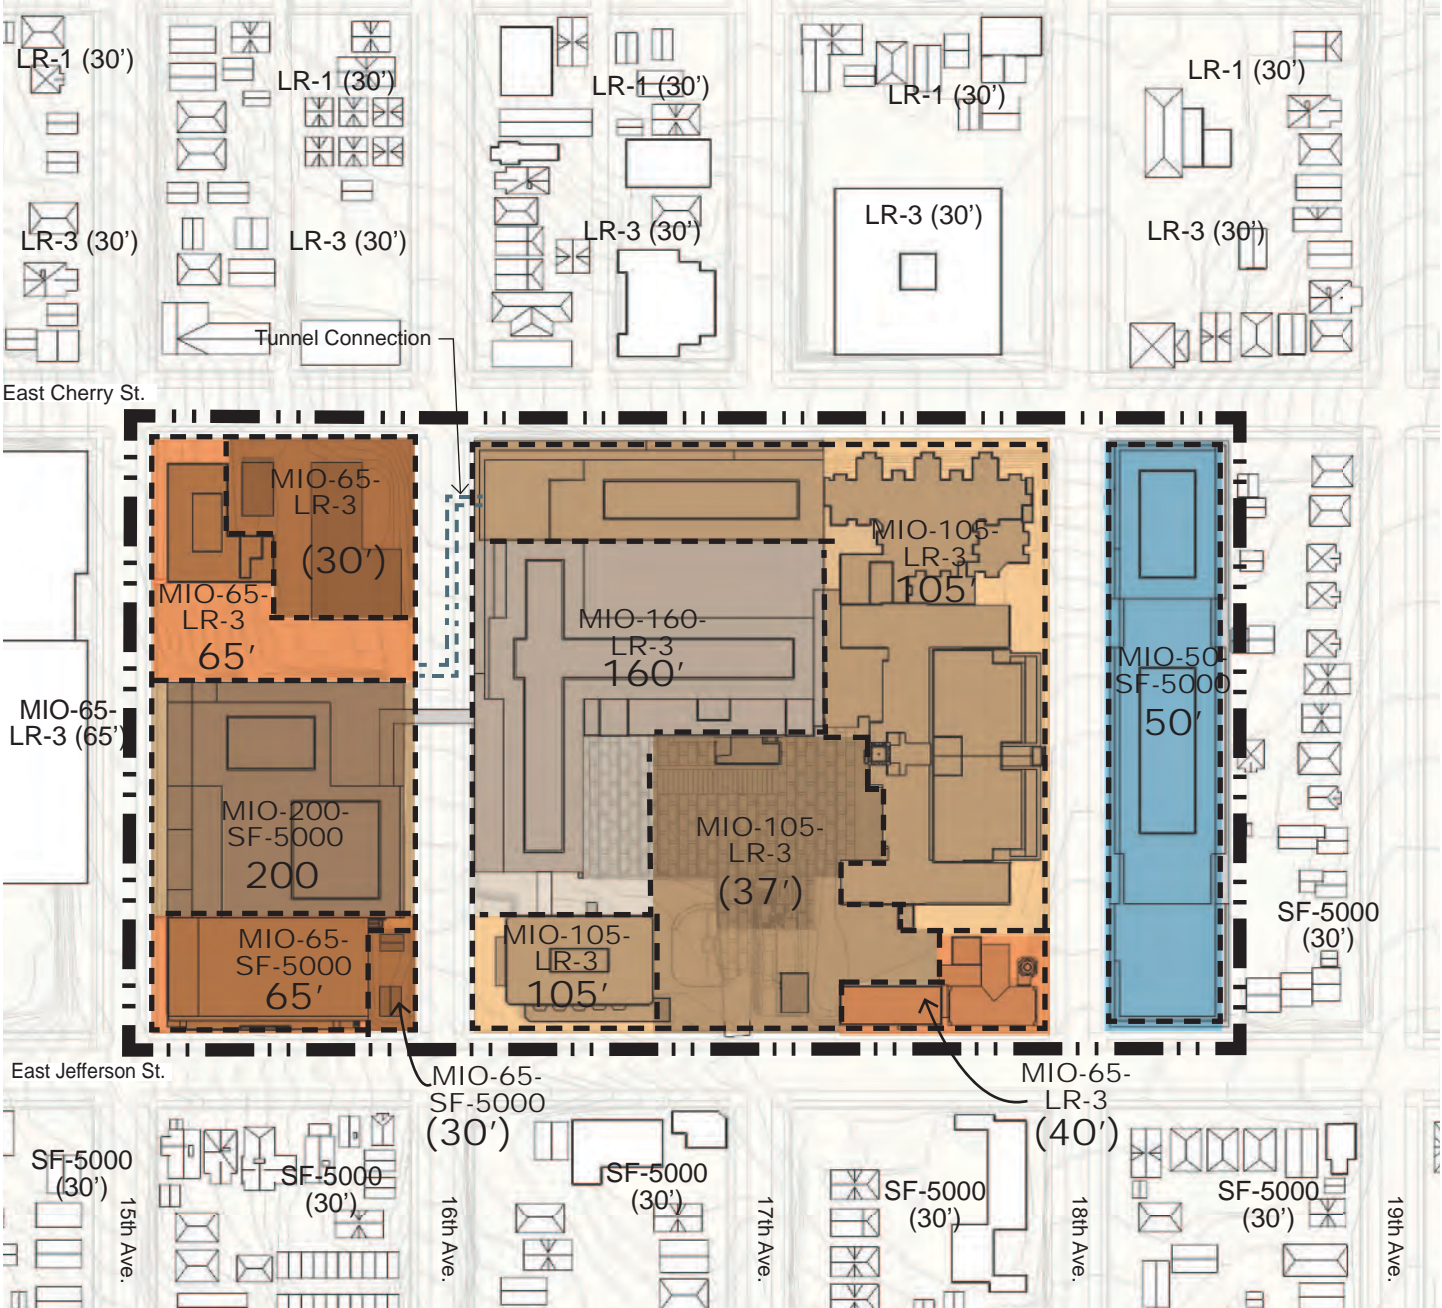 LR-1 (30')
LR-1 (30')
LR-1 (30')
LR-1 (30')
LR-1 (30')
LR-3 (30')
LR-3 (30')
LR-3 (30')
LR-3 (30')
LR-3 (30')
Tunnel Connection
East Cherry St.
MIO-65-
LR-3
(30')
MIO-65-
LR-3
65'
MIO-160-
LR-3
160'
MIO-105-
LR-3
105'
MIO-50-
SF-5000
50'
MIO-65-
LR-3 (65')
MIO-200-
SF-5000
200
MIO-105-
LR-3
(37')
MIO-65-
SF-5000
65'
MIO-105-
LR-3
105'
SF-5000
(30')
East Jefferson St.
MIO-65-
SF-5000
(30')
MIO-65-
LR-3
(40')
SF-5000
(30')
SF-5000
(30')
SF-5000
(30')
SF-5000
(30')
SF-5000
(30')
15th Ave.
16th Ave.
17th Ave.
18th Ave.
19th Ave.